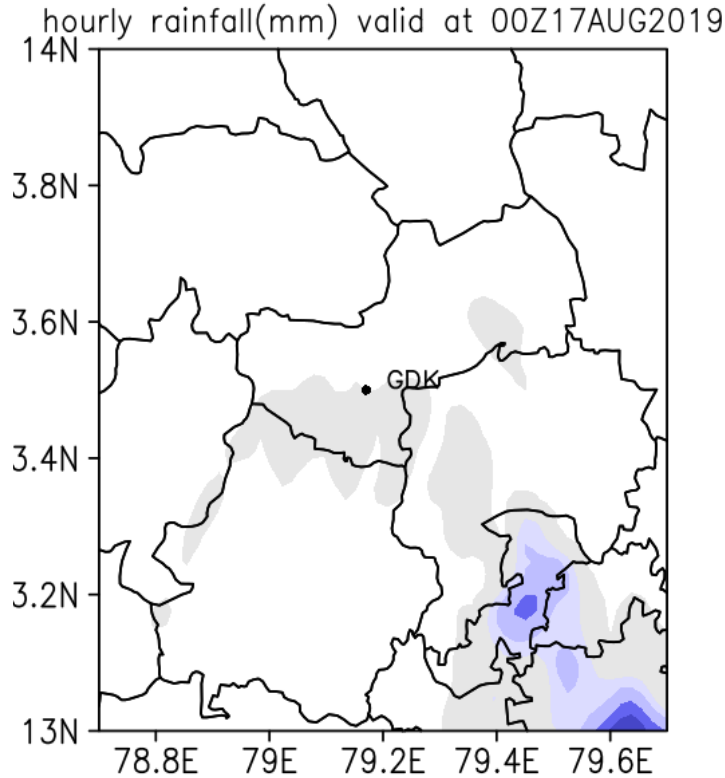 hourly rainfall(mm) valid at 00Z17AUG2019
14N
3.8N
3.6N
GDK
3.4N
3.2N
13N
78.8E 79E 79.2E 79.4E 79.6E